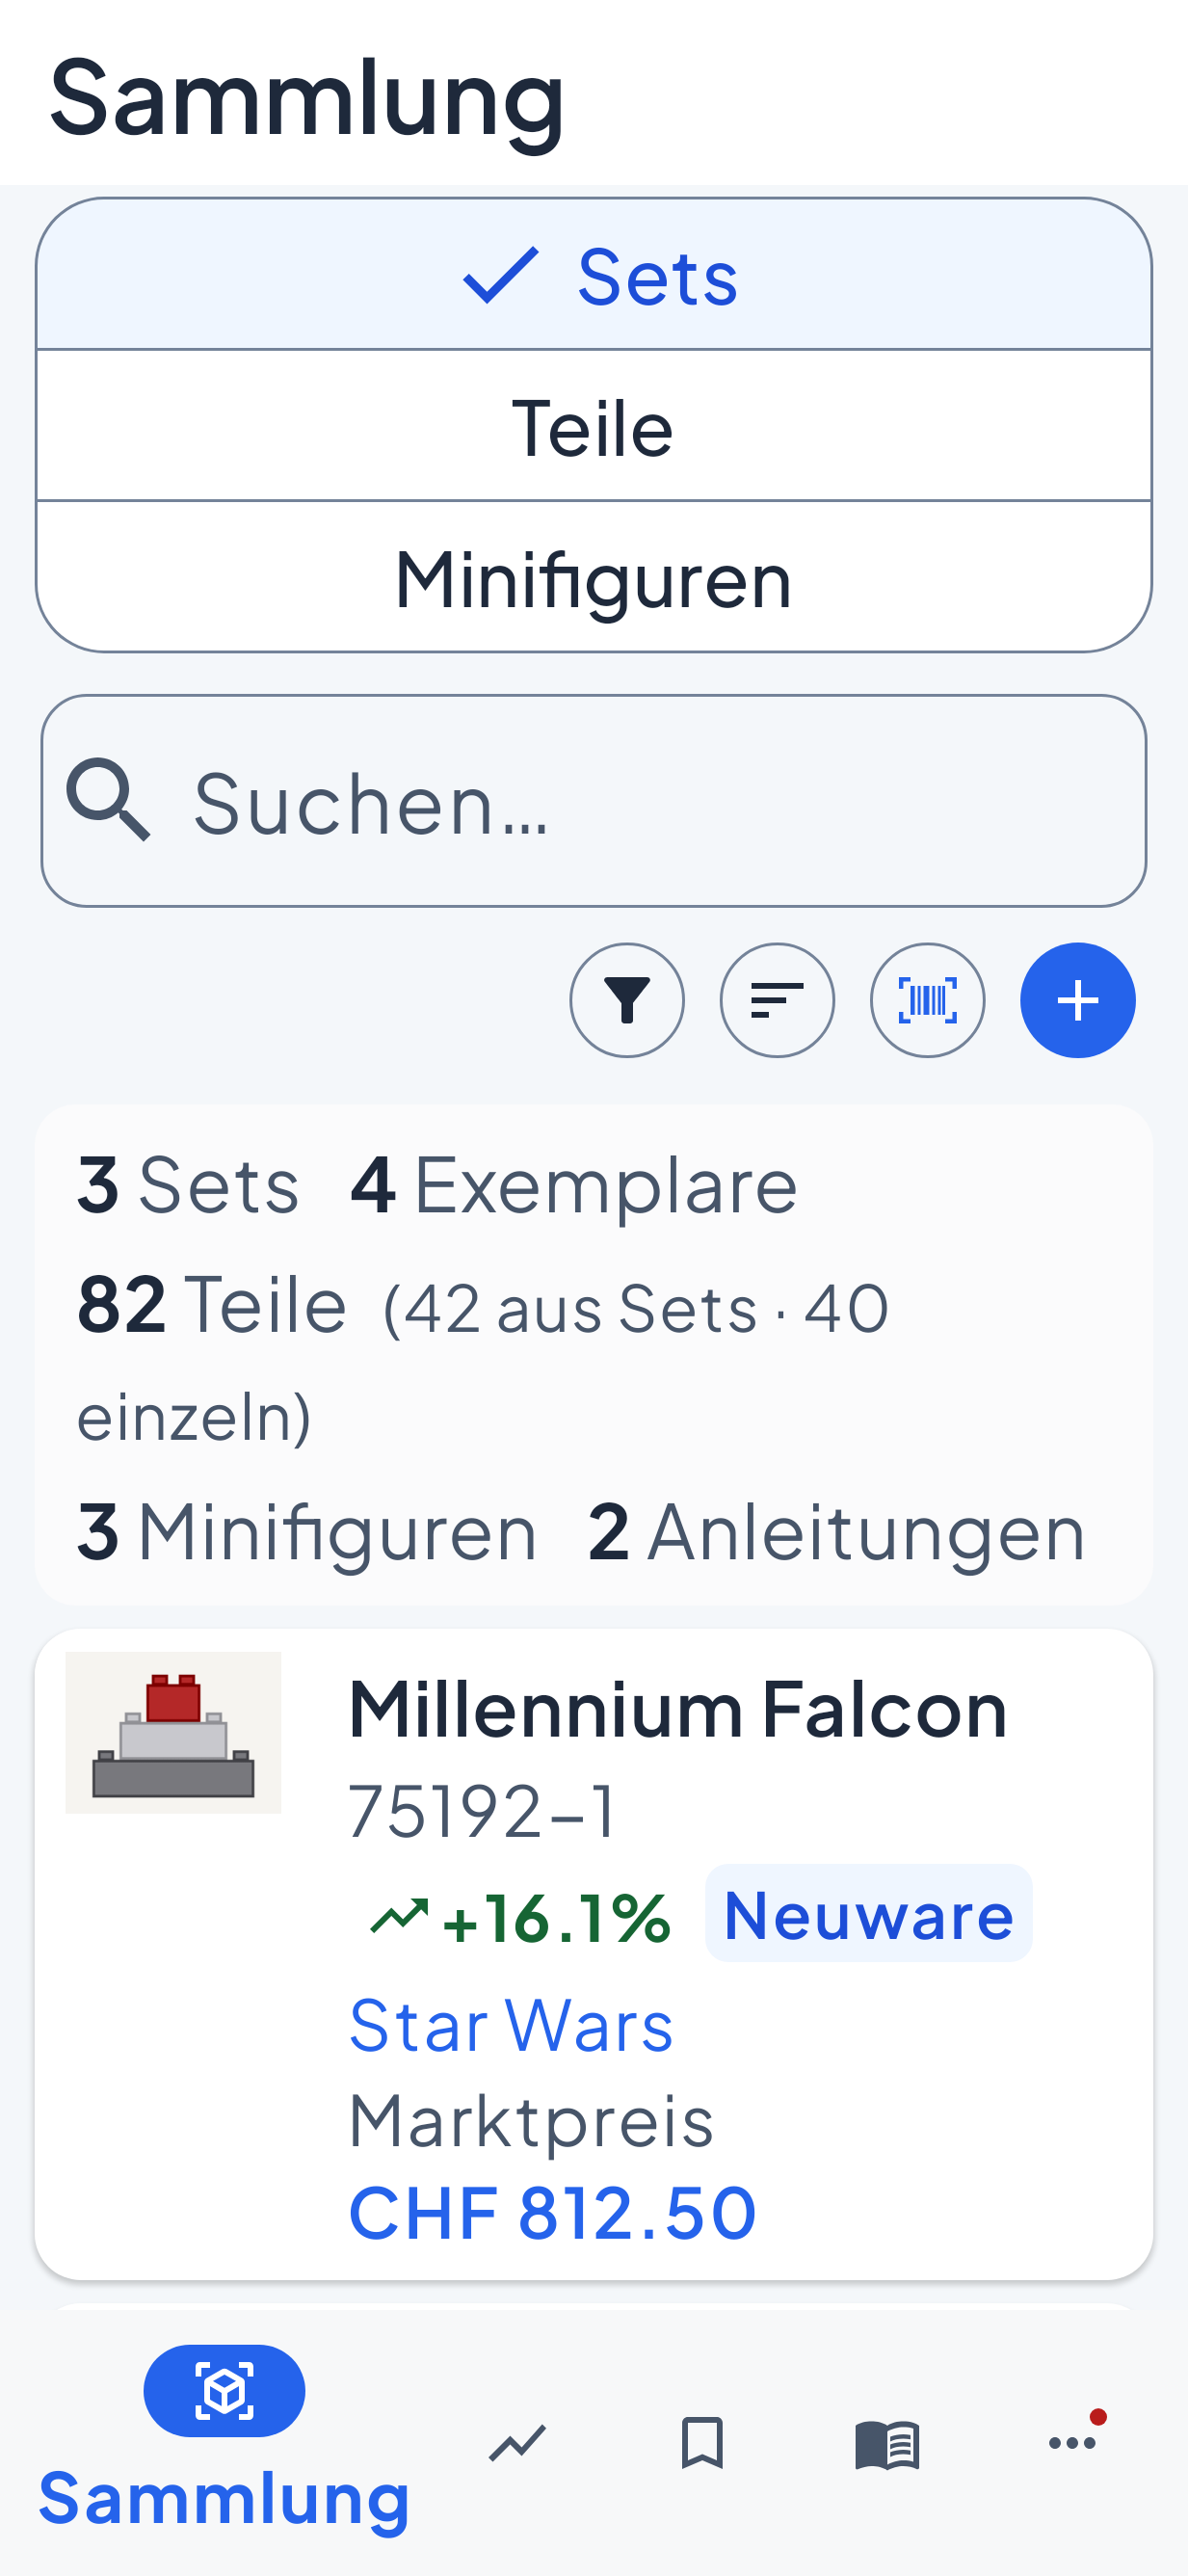 Sammlung
Sets
Teile
Minifiguren
Suchen…
3 Sets 4 Exemplare
82 Teile (42 aus Sets · 40
einzeln)
3 Minifiguren 2 Anleitungen
Millennium Falcon
75192-1
+16.1% Neuware
Star Wars
Marktpreis
CHF 812.50
Sammlung